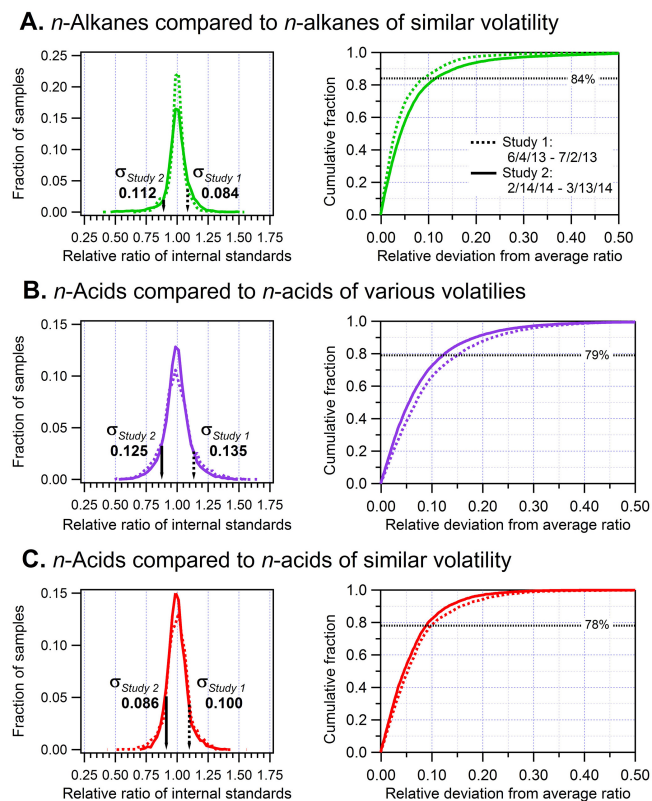 A. n-Alkanes compared to n-alkanes of similar volatility
Fraction of samples
0.25
0.20
0.15
0.10
0.05
0.00
σStudy 2
0.112
σStudy 1
0.084
0.25 0.50 0.75 1.00 1.25 1.50 1.75
Relative ratio of internal standards
Cumulative fraction
1.0
0.8
0.6
0.4
0.2
0.0
84%
Study 1:
6/4/13 - 7/2/13
Study 2:
2/14/14 - 3/13/14
0.00 0.10 0.20 0.30 0.40 0.50
Relative deviation from average ratio
B. n-Acids compared to n-acids of various volatilies
Fraction of samples
0.15
0.10
0.05
0.00
σStudy 2
0.125
σStudy 1
0.135
0.25 0.50 0.75 1.00 1.25 1.50 1.75
Relative ratio of internal standards
Cumulative fraction
1.0
0.8
0.6
0.4
0.2
0.0
79%
0.00 0.10 0.20 0.30 0.40 0.50
Relative deviation from average ratio
C. n-Acids compared to n-acids of similar volatility
Fraction of samples
0.15
0.10
0.05
0.00
σStudy 2
0.086
σStudy 1
0.100
0.25 0.50 0.75 1.00 1.25 1.50 1.75
Relative ratio of internal standards
Cumulative fraction
1.0
0.8
0.6
0.4
0.2
0.0
78%
0.00 0.10 0.20 0.30 0.40 0.50
Relative deviation from average ratio